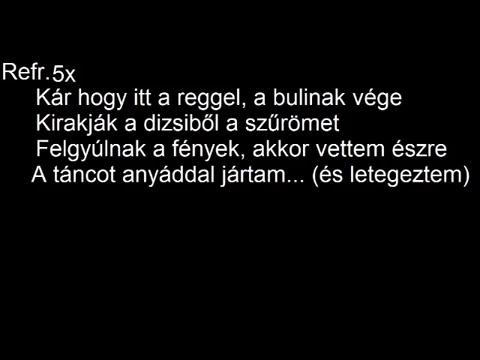 Refr. 5x
Kár hogy itt a reggel, a bulinak vége
Kirakják a dizsiből a szűrömet
Felgyúlnak a fények, akkor vettem észre
A táncot anyáddal jártam... (és letegeztem)